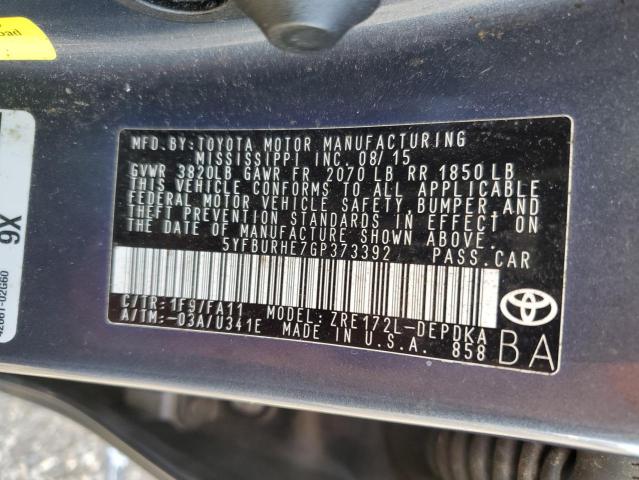 oad
9X
42661-02G60
MFD.BY:TOYOTA MOTOR MANUFACTURING
MISSISSIPPI INC. 08/15
GVWR 3820LB GAWR FR 2070 LB RR 1850 LB
THIS VEHICLE CONFORMS TO ALL APPLICABLE
FEDERAL MOTOR VEHICLE SAFETY, BUMPER, AND
THEFT PREVENTION STANDARDS IN EFFECT ON
THE DATE OF MANUFACTURE SHOWN ABOVE.
5YFBURHE7GP373392 PASS.CAR
C/TR:1F9/FA11 MODEL:ZRE172L-DEPDKA
A/TM:-03A/U341E MADE IN U.S.A.
858
BA